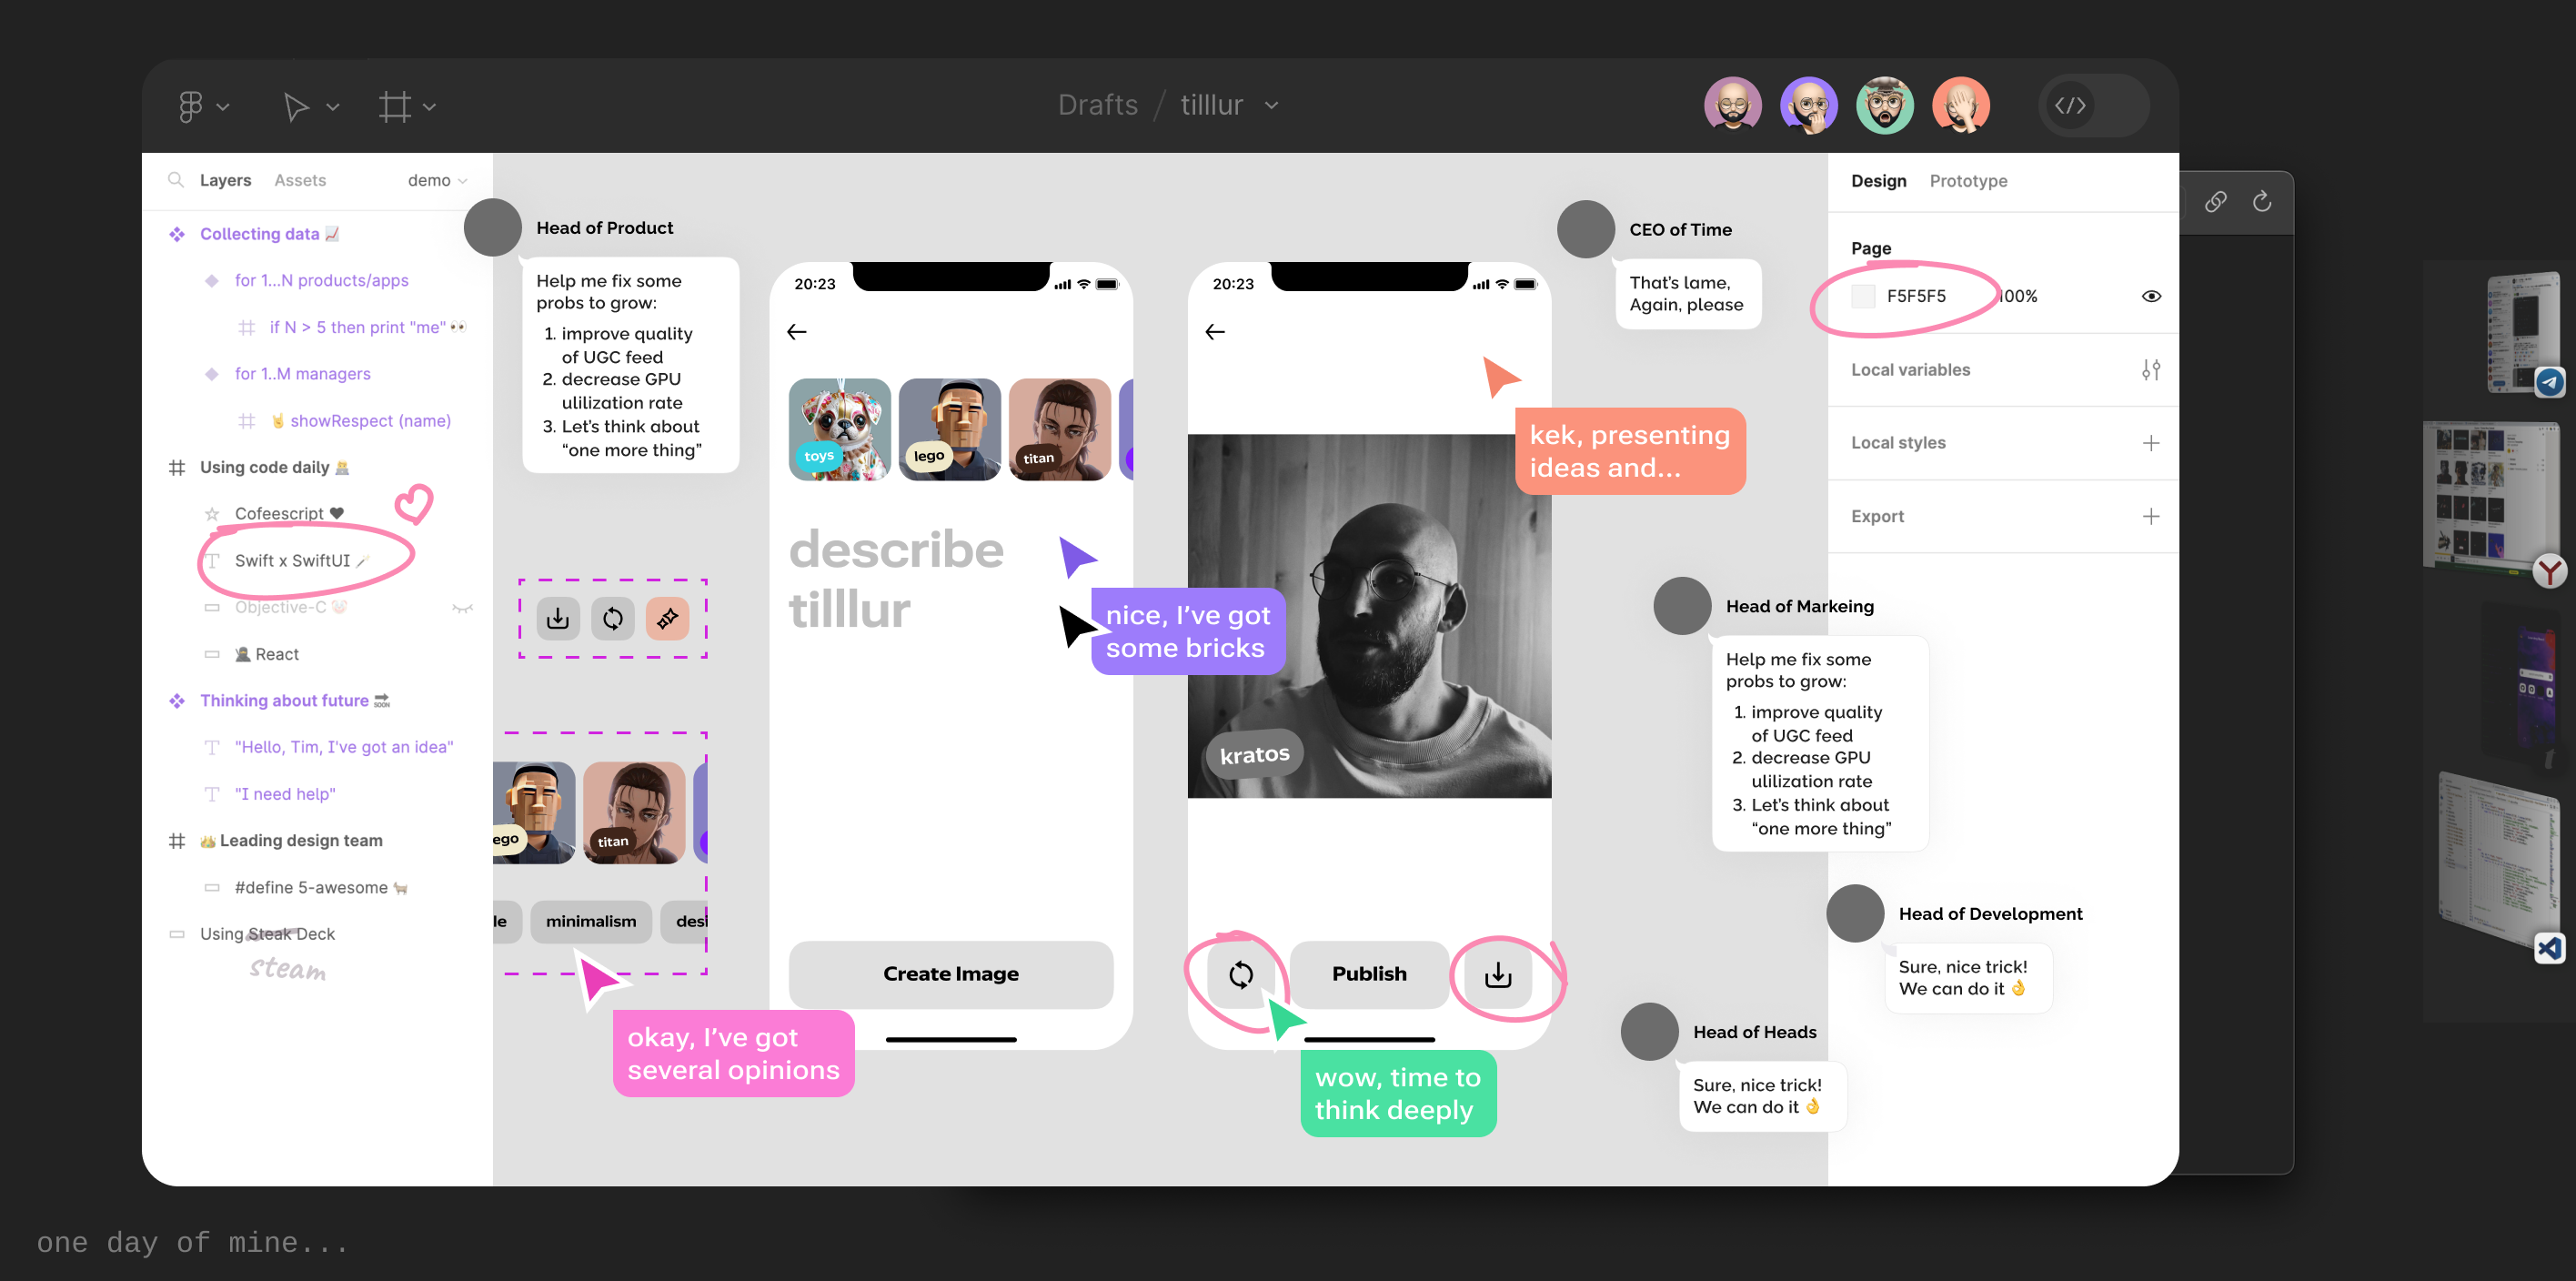 Drafts / tilllur
Layers
Assets
demo
Collecting data 📈
for 1...N products/apps
if N > 5 then print "me" 👀
for 1..M managers
🤘 showRespect (name)
Using code daily 👨‍💻
Cofeescript 🖤
Swift x SwiftUI 🪄
Objective-C 🤡
🥷 React
Thinking about future 🔜
SOON
"Hello, Tim, I've got an idea"
"I need help"
👑 Leading design team
#define 5-awesome 🐐
Using Steak Deck
steam
Head of Product
Help me fix some
probs to grow:
1. improve quality
of UGC feed
2. decrease GPU
ulilization rate
3. Let's think about
“one more thing”
ego
titan
le
minimalism
desi
okay, I’ve got
several opinions
20:23
toys
lego
titan
describe
tilllur
nice, I’ve got
some bricks
Create Image
20:23
kek, presenting
ideas and...
kratos
Publish
wow, time to
think deeply
CEO of Time
That’s lame,
Again, please
Head of Markeing
Help me fix some
probs to grow:
1. improve quality
of UGC feed
2. decrease GPU
ulilization rate
3. Let's think about
“one more thing”
Head of Development
Sure, nice trick!
We can do it 👌
Head of Heads
Sure, nice trick!
We can do it 👌
Design
Prototype
Page
F5F5F5
100%
Local variables
Local styles
Export
one day of mine...